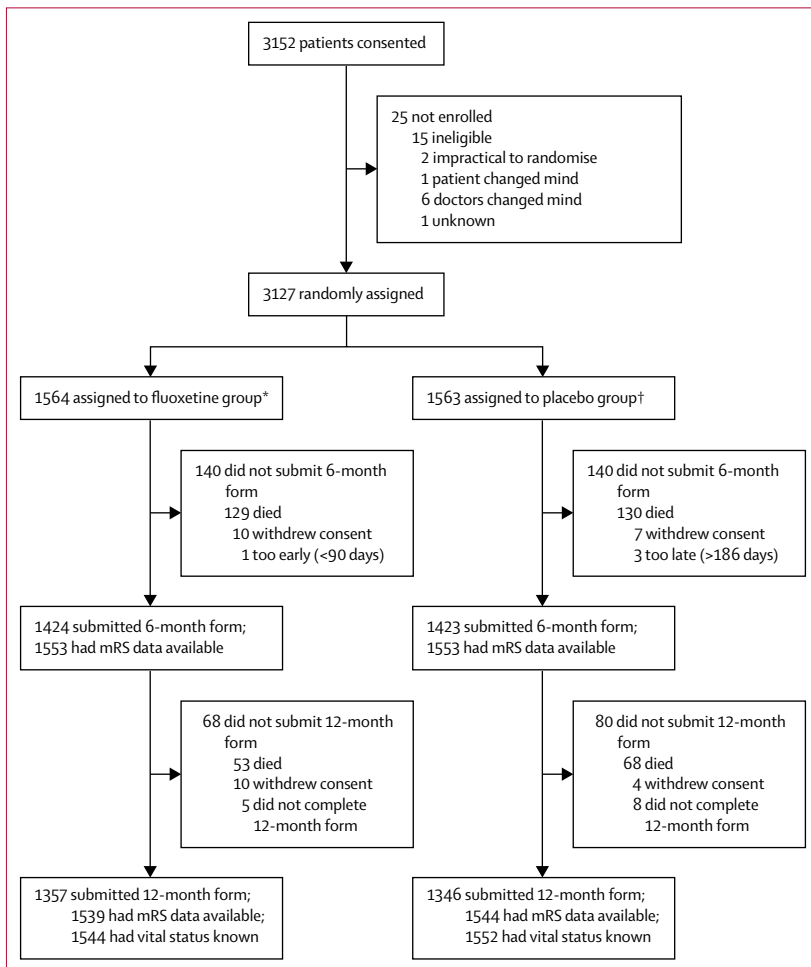 3152 patients consented
25 not enrolled
15 ineligible
2 impractical to randomise
1 patient changed mind
6 doctors changed mind
1 unknown
3127 randomly assigned
1564 assigned to fluoxetine group*
1563 assigned to placebo group†
140 did not submit 6-month
form
129 died
10 withdrew consent
1 too early (<90 days)
140 did not submit 6-month
form
130 died
7 withdrew consent
3 too late (>186 days)
1424 submitted 6-month form;
1553 had mRS data available
1423 submitted 6-month form;
1553 had mRS data available
68 did not submit 12-month
form
53 died
10 withdrew consent
5 did not complete
12-month form
80 did not submit 12-month
form
68 died
4 withdrew consent
8 did not complete
12-month form
1357 submitted 12-month form;
1539 had mRS data available;
1544 had vital status known
1346 submitted 12-month form;
1544 had mRS data available;
1552 had vital status known